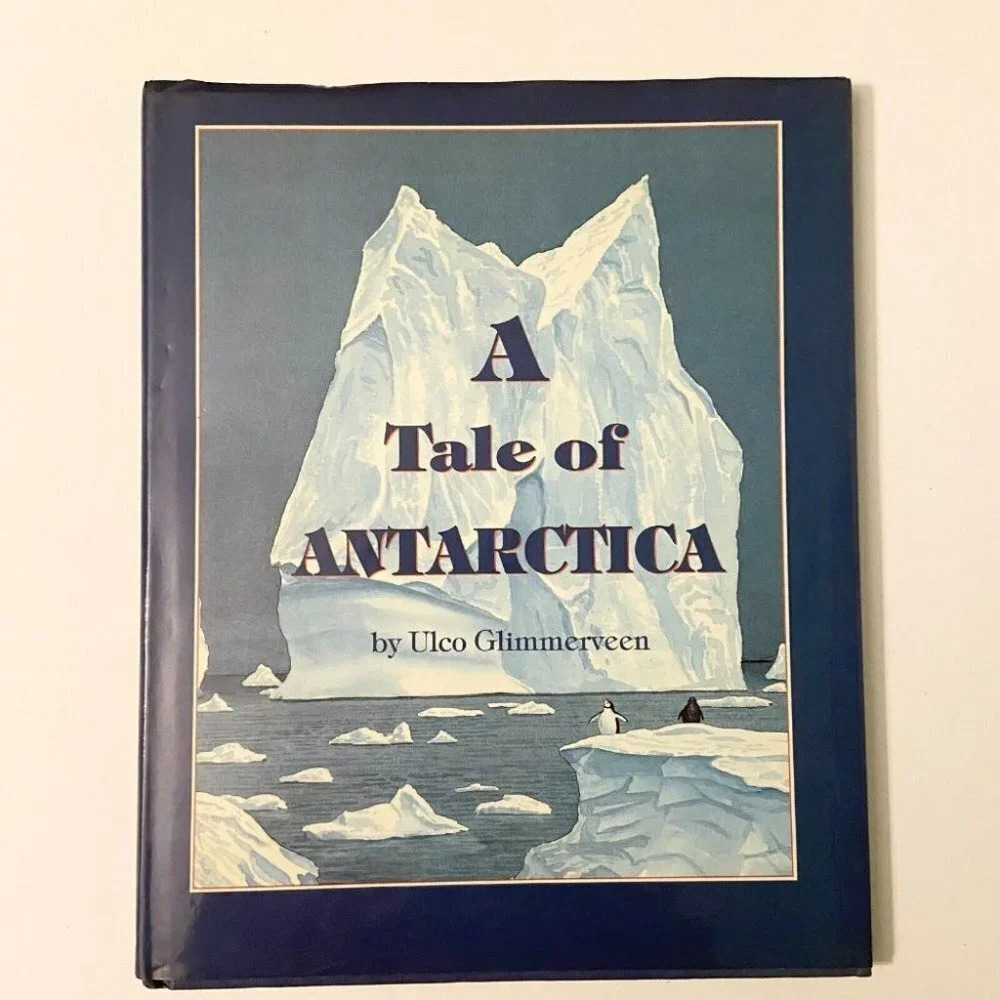 A
Tale of
ANTARCTICA
by Ulco Glimmerveen